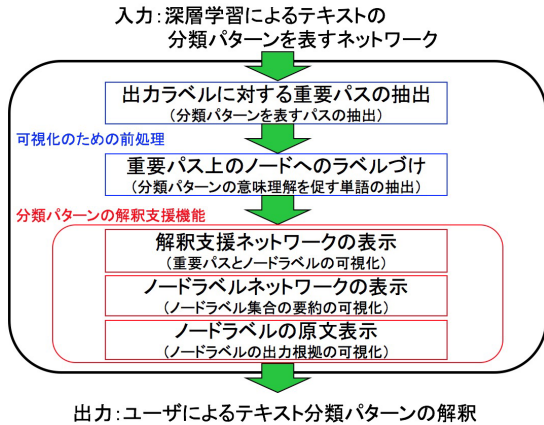 入力：深層学習によるテキストの
分類パターンを表すネットワーク
出力ラベルに対する重要パスの抽出
（分類パターンを表すパスの抽出）
可視化のための前処理
重要パス上のノードへのラベルづけ
（分類パターンの意味理解を促す単語の抽出）
分類パターンの解釈支援機能
解釈支援ネットワークの表示
（重要パスとノードラベルの可視化）
ノードラベルネットワークの表示
（ノードラベル集合の要約の可視化）
ノードラベルの原文表示
（ノードラベルの出力根拠の可視化）
出力：ユーザによるテキスト分類パターンの解釈